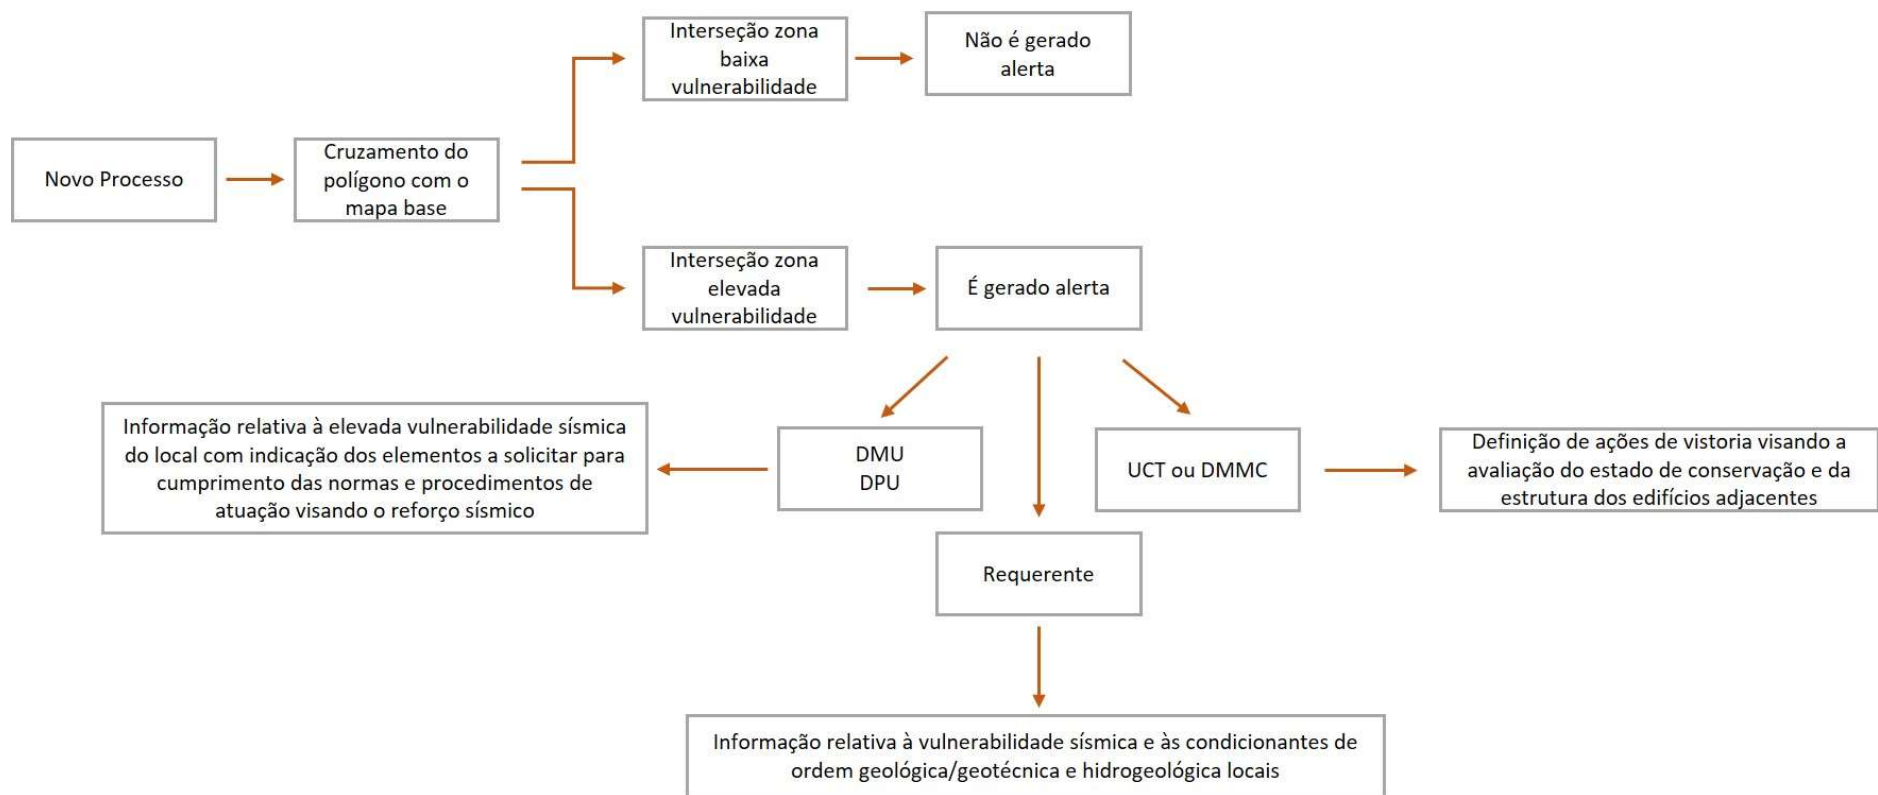 Interseção zona
baixa
vulnerabilidade
Não é gerado
alerta
Novo Processo
Cruzamento do
polígono com o
mapa base
Interseção zona
elevada
vulnerabilidade
É gerado alerta
Informação relativa à elevada vulnerabilidade sísmica
do local com indicação dos elementos a solicitar para
cumprimento das normas e procedimentos de
atuação visando o reforço sísmico
DMU
DPU
UCT ou DMMC
Definição de ações de vistoria visando a
avaliação do estado de conservação e da
estrutura dos edifícios adjacentes
Requerente
Informação relativa à vulnerabilidade sísmica e às condicionantes de
ordem geológica/geotécnica e hidrogeológica locais